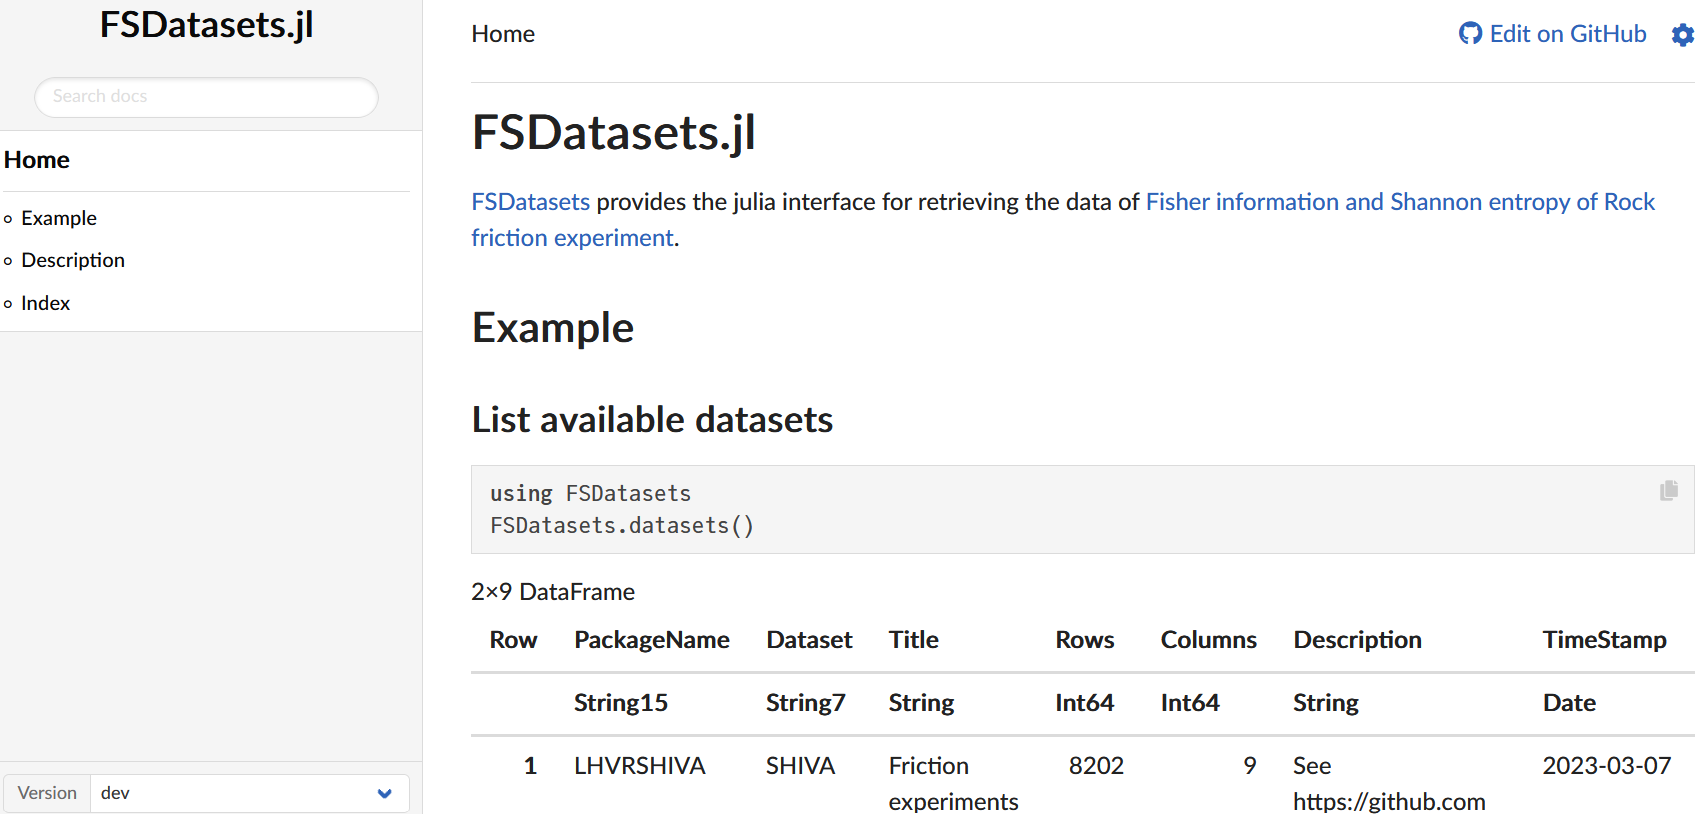 FSDatasets.jl
Search docs
Home
Example
Description
Index
Version dev
Home
Edit on GitHub
FSDatasets.jl
FSDatasets provides the julia interface for retrieving the data of Fisher information and Shannon entropy of Rock
friction experiment.
Example
List available datasets
using FSDatasets
FSDatasets.datasets()
2×9 DataFrame
Row PackageName Dataset Title Rows Columns Description TimeStamp
String15 String7 String Int64 Int64 String Date
1 LHVRSHIVA SHIVA Friction 8202 9 See 2023-03-07
experiments https://github.com